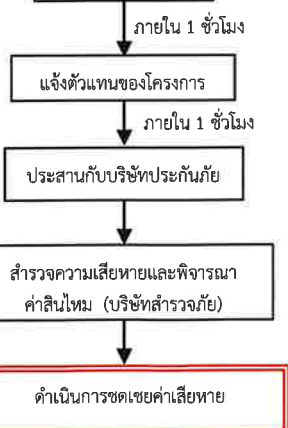 ภายใน 1 ชั่วโมง
แจ้งตัวแทนของโครงการ
ภายใน 1 ชั่วโมง
ประสานกับบริษัทประกันภัย
สำรวจความเสียหายและพิจารณา
ค่าสินไหม (บริษัทสำรวจภัย)
ดำเนินการชดเชยค่าเสียหาย